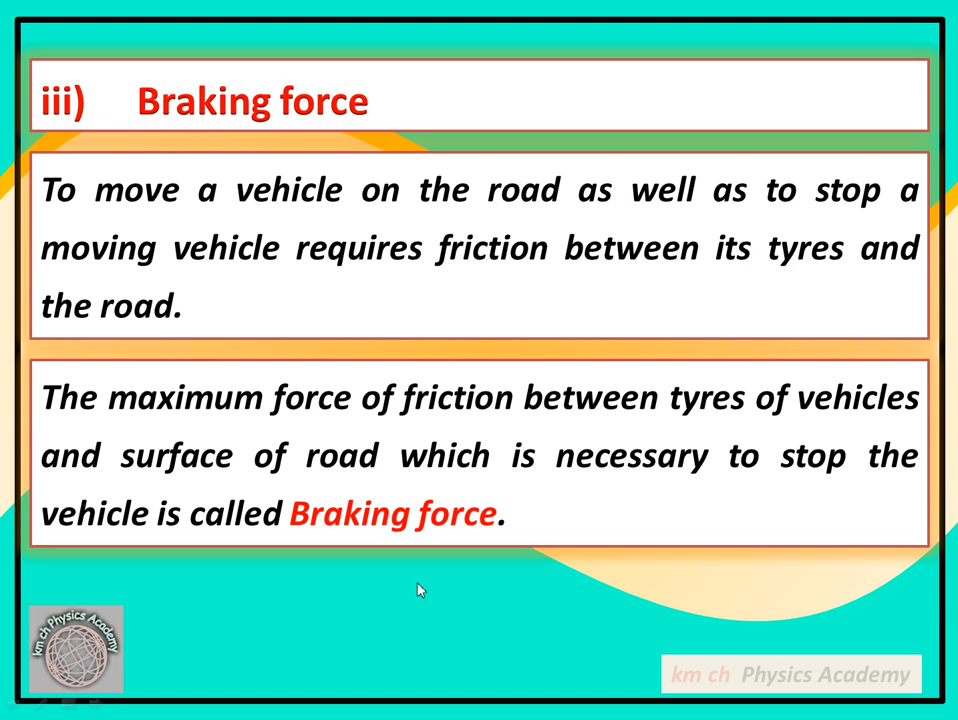 iii) Braking force
To move a vehicle on the road as well as to stop a
moving vehicle requires friction between its tyres and
the road.
The maximum force of friction between tyres of vehicles
and surface of road which is necessary to stop the
vehicle is called Braking force.
km ch Physics Academy
km ch Physics Academy